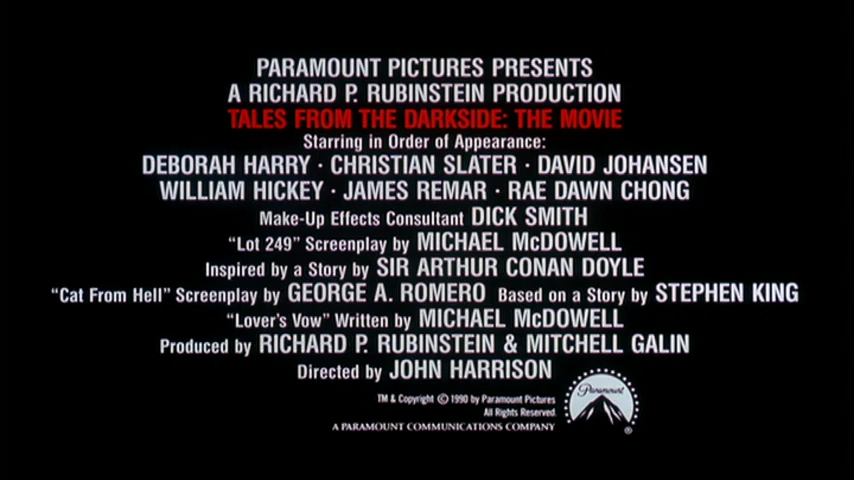 PARAMOUNT PICTURES PRESENTS
A RICHARD P. RUBINSTEIN PRODUCTION
TALES FROM THE DARKSIDE: THE MOVIE
Starring in Order of Appearance:
DEBORAH HARRY · CHRISTIAN SLATER · DAVID JOHANSEN
WILLIAM HICKEY · JAMES REMAR · RAE DAWN CHONG
Make-Up Effects Consultant DICK SMITH
“Lot 249” Screenplay by MICHAEL McDOWELL
Inspired by a Story by SIR ARTHUR CONAN DOYLE
“Cat From Hell” Screenplay by GEORGE A. ROMERO Based on a Story by STEPHEN KING
“Lover's Vow” Written by MICHAEL McDOWELL
Produced by RICHARD P. RUBINSTEIN & MITCHELL GALIN
Directed by JOHN HARRISON
TM & Copyright © 1990 by Paramount Pictures
All Rights Reserved.
A PARAMOUNT COMMUNICATIONS COMPANY
Paramount
®